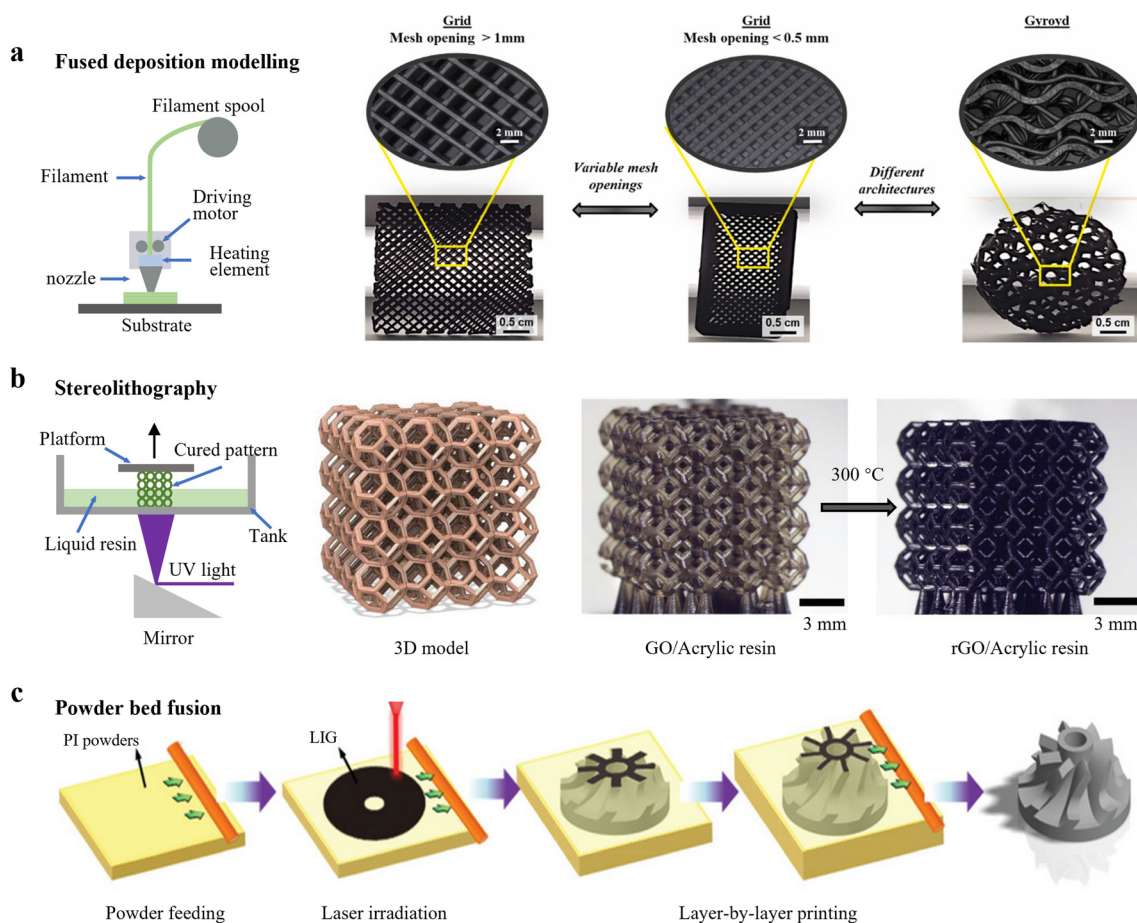 a
Fused deposition modelling
Filament spool
Filament
Driving
motor
Heating
element
nozzle
Substrate
Grid
Mesh opening > 1mm
2 mm
0.5 cm
Variable mesh
openings
Grid
Mesh opening < 0.5 mm
2 mm
0.5 cm
Different
architectures
Gyroyd
2 mm
0.5 cm
b
Stereolithography
Platform
Cured pattern
Liquid resin
Tank
UV light
Mirror
3D model
3 mm
GO/Acrylic resin
300 °C
3 mm
rGO/Acrylic resin
c
Powder bed fusion
PI powders
LIG
Powder feeding
Laser irradiation
Layer-by-layer printing